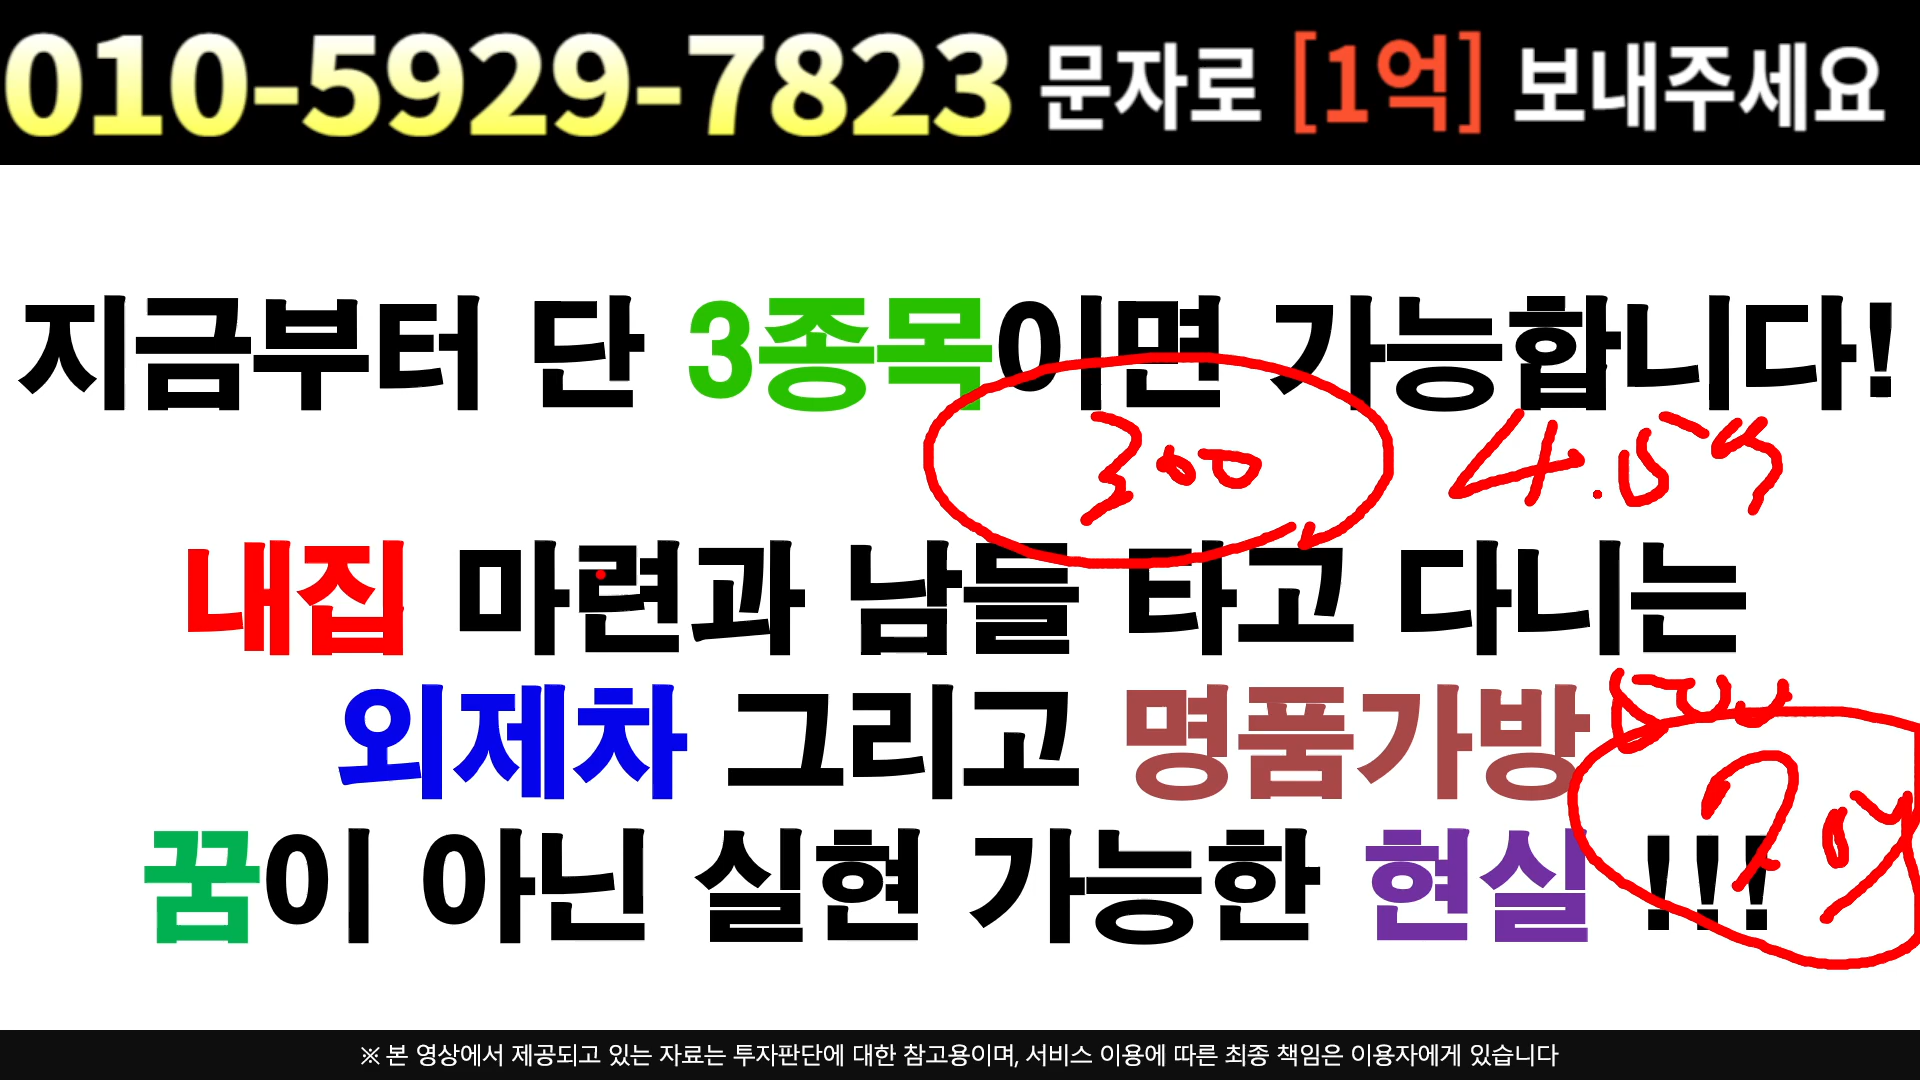 010-5929-7823 문자로 [1억] 보내주세요
지금부터 단 3종목이면 가능합니다!
300 4.5억
내집 마련과 남들 타고 다니는
외제차 그리고 명품가방
500
꿈이 아닌 실현 가능한 현실 !!!
※ 본 영상에서 제공되고 있는 자료는 투자판단에 대한 참고용이며, 서비스 이용에 따른 최종 책임은 이용자에게 있습니다